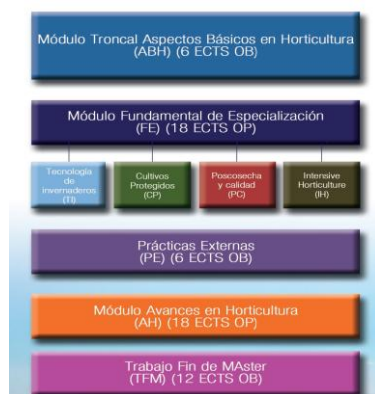 Módulo Troncal Aspectos Básicos en Horticultura
(ABH) (6 ECTS OB)
Módulo Fundamental de Especialización
(FE) (18 ECTS OP)
Tecnología
de
invernaderos
(TI)
Cultivos
Protegidos
(CP)
Poscosecha
y calidad
(PC)
Intensive
Horticulture
(IH)
Prácticas Externas
(PE) (6 ECTS OB)
Módulo Avances en Horticultura
(AH) (18 ECTS OP)
Trabajo Fin de MAster
(TFM) (12 ECTS OB)